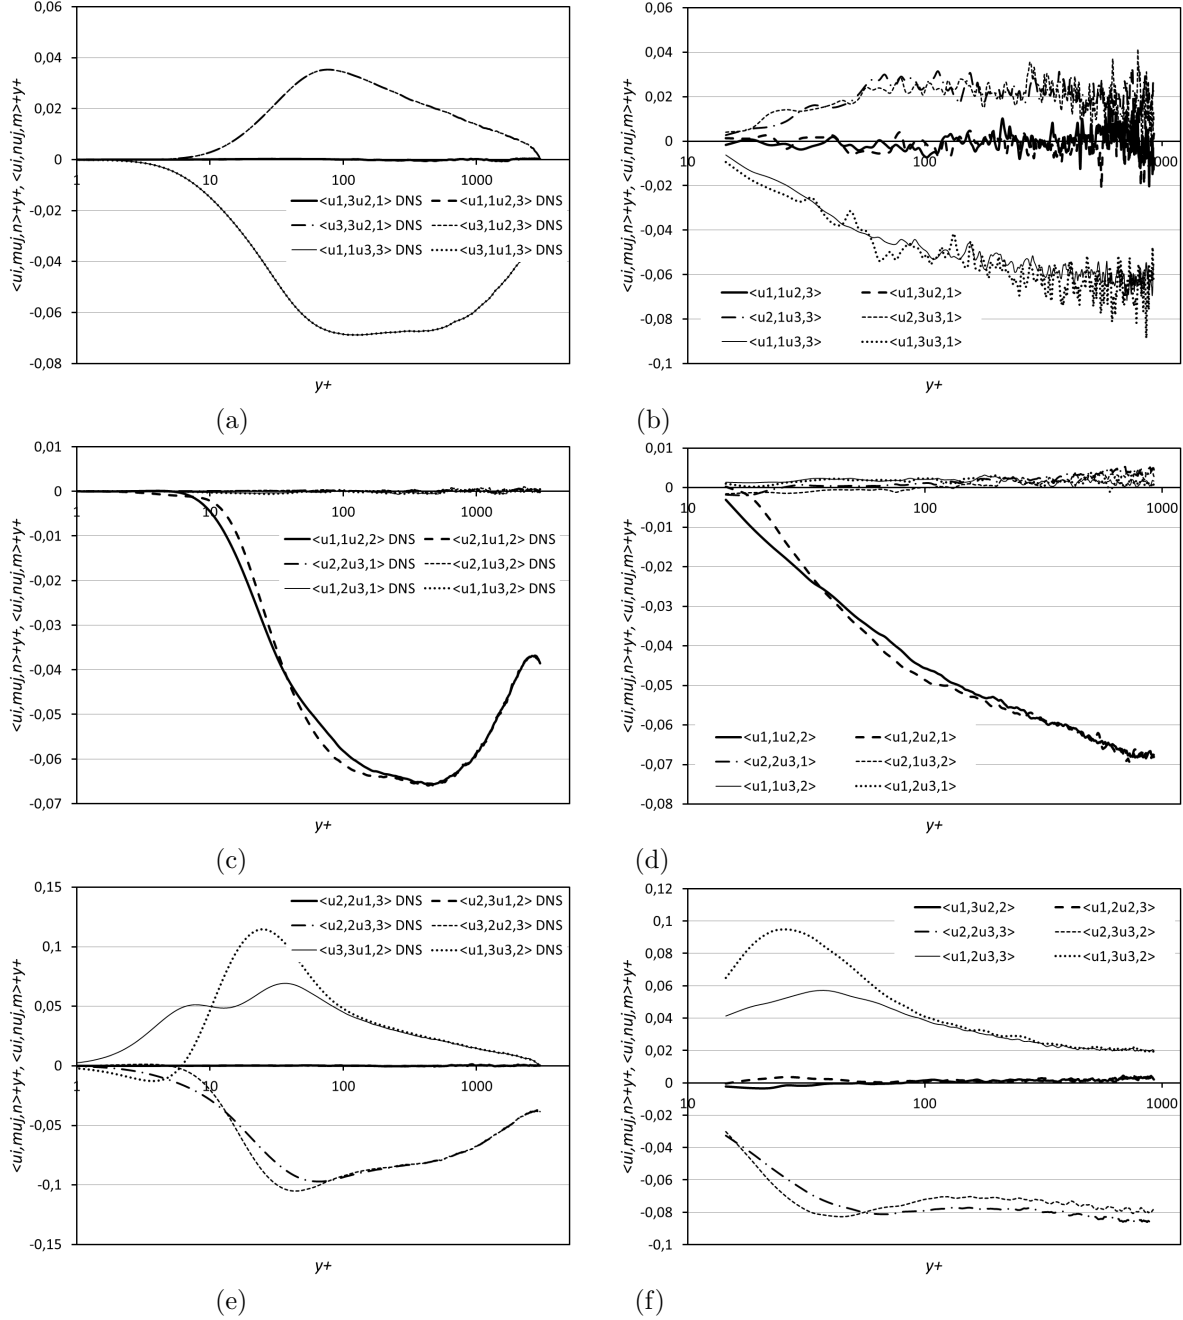 0,06
0,04
0,02
0
-0,02
-0,04
-0,06
-0,08
1
10
100
1000
<ui,muj,n>+y+, <ui,nuj,m>+y+
y+
<u1,3u2,1> DNS <u1,1u2,3> DNS
<u3,3u2,1> DNS <u3,1u2,3> DNS
<u1,1u3,3> DNS <u3,1u1,3> DNS
(a)
0,06
0,04
0,02
0
-0,02
-0,04
-0,06
-0,08
-0,1
10
100
1000
<ui,muj,n>+y+, <ui,nuj,m>+y+
y+
<u1,1u2,3> <u1,3u2,1>
<u2,1u3,3> <u2,3u3,1>
<u1,1u3,3> <u1,3u3,1>
(b)
0,01
0
-0,01
-0,02
-0,03
-0,04
-0,05
-0,06
-0,07
1
10
100
1000
<ui,muj,n>+y+, <ui,nuj,m>+y+
y+
<u1,1u2,2> DNS <u2,1u1,2> DNS
<u2,2u3,1> DNS <u2,1u3,2> DNS
<u1,2u3,1> DNS <u1,1u3,2> DNS
(c)
0,01
0
-0,01
-0,02
-0,03
-0,04
-0,05
-0,06
-0,07
-0,08
10
100
1000
<ui,muj,n>+y+, <ui,nuj,m>+y+
y+
<u1,1u2,2> <u1,2u2,1>
<u2,2u3,1> <u2,1u3,2>
<u1,1u3,2> <u1,2u3,1>
(d)
0,15
0,1
0,05
0
-0,05
-0,1
-0,15
1
10
100
1000
<ui,muj,n>+y+, <ui,nuj,m>+y+
y+
<u2,2u1,3> DNS <u2,3u1,2> DNS
<u2,2u3,3> DNS <u3,2u2,3> DNS
<u3,3u1,2> DNS <u1,3u3,2> DNS
(e)
0,12
0,1
0,08
0,06
0,04
0,02
0
-0,02
-0,04
-0,06
-0,08
-0,1
10
100
1000
<ui,muj,n>+y+, <ui,nuj,m>+y+
y+
<u1,3u2,2> <u1,2u2,3>
<u2,2u3,3> <u2,3u3,2>
<u1,2u3,3> <u1,3u3,2>
(f)